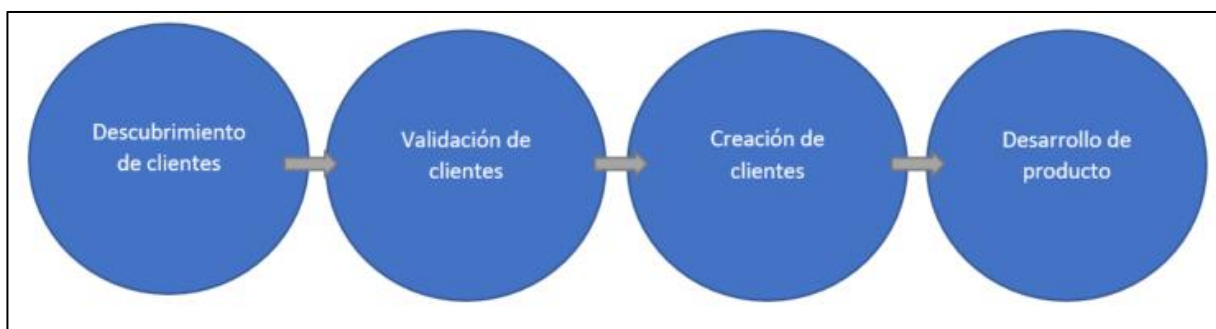 Descubrimiento
de clientes
Validación de
clientes
Creación de
clientes
Desarrollo de
producto